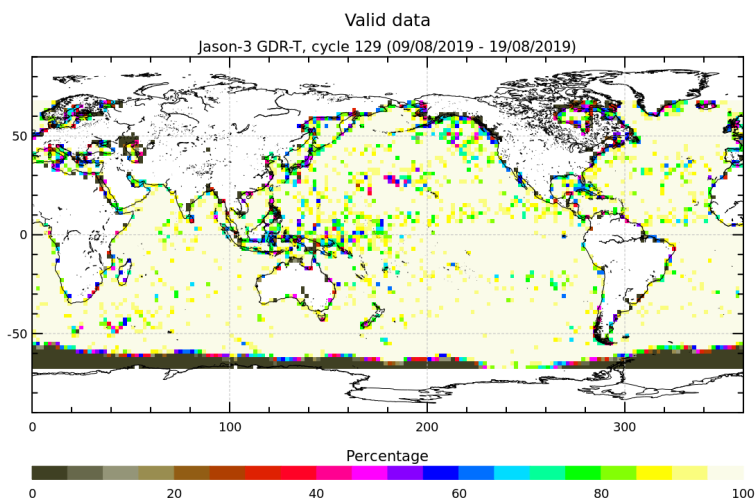 Valid data
Jason-3 GDR-T, cycle 129 (09/08/2019 - 19/08/2019)
50
0
-50
0 100 200 300
Percentage
0 20 40 60 80 100